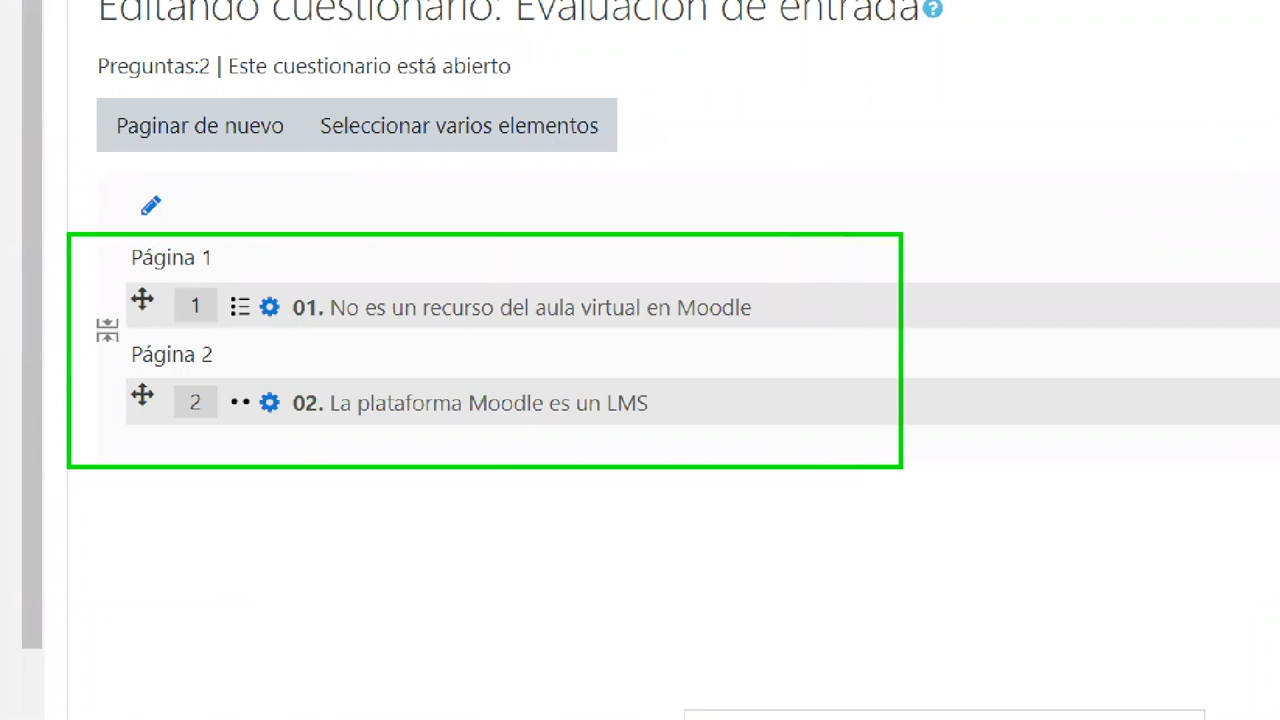 Editando cuestionario: Evaluación de entrada
Preguntas:2 | Este cuestionario está abierto
Paginar de nuevo Seleccionar varios elementos
Página 1
1 01. No es un recurso del aula virtual en Moodle
Página 2
2 02. La plataforma Moodle es un LMS